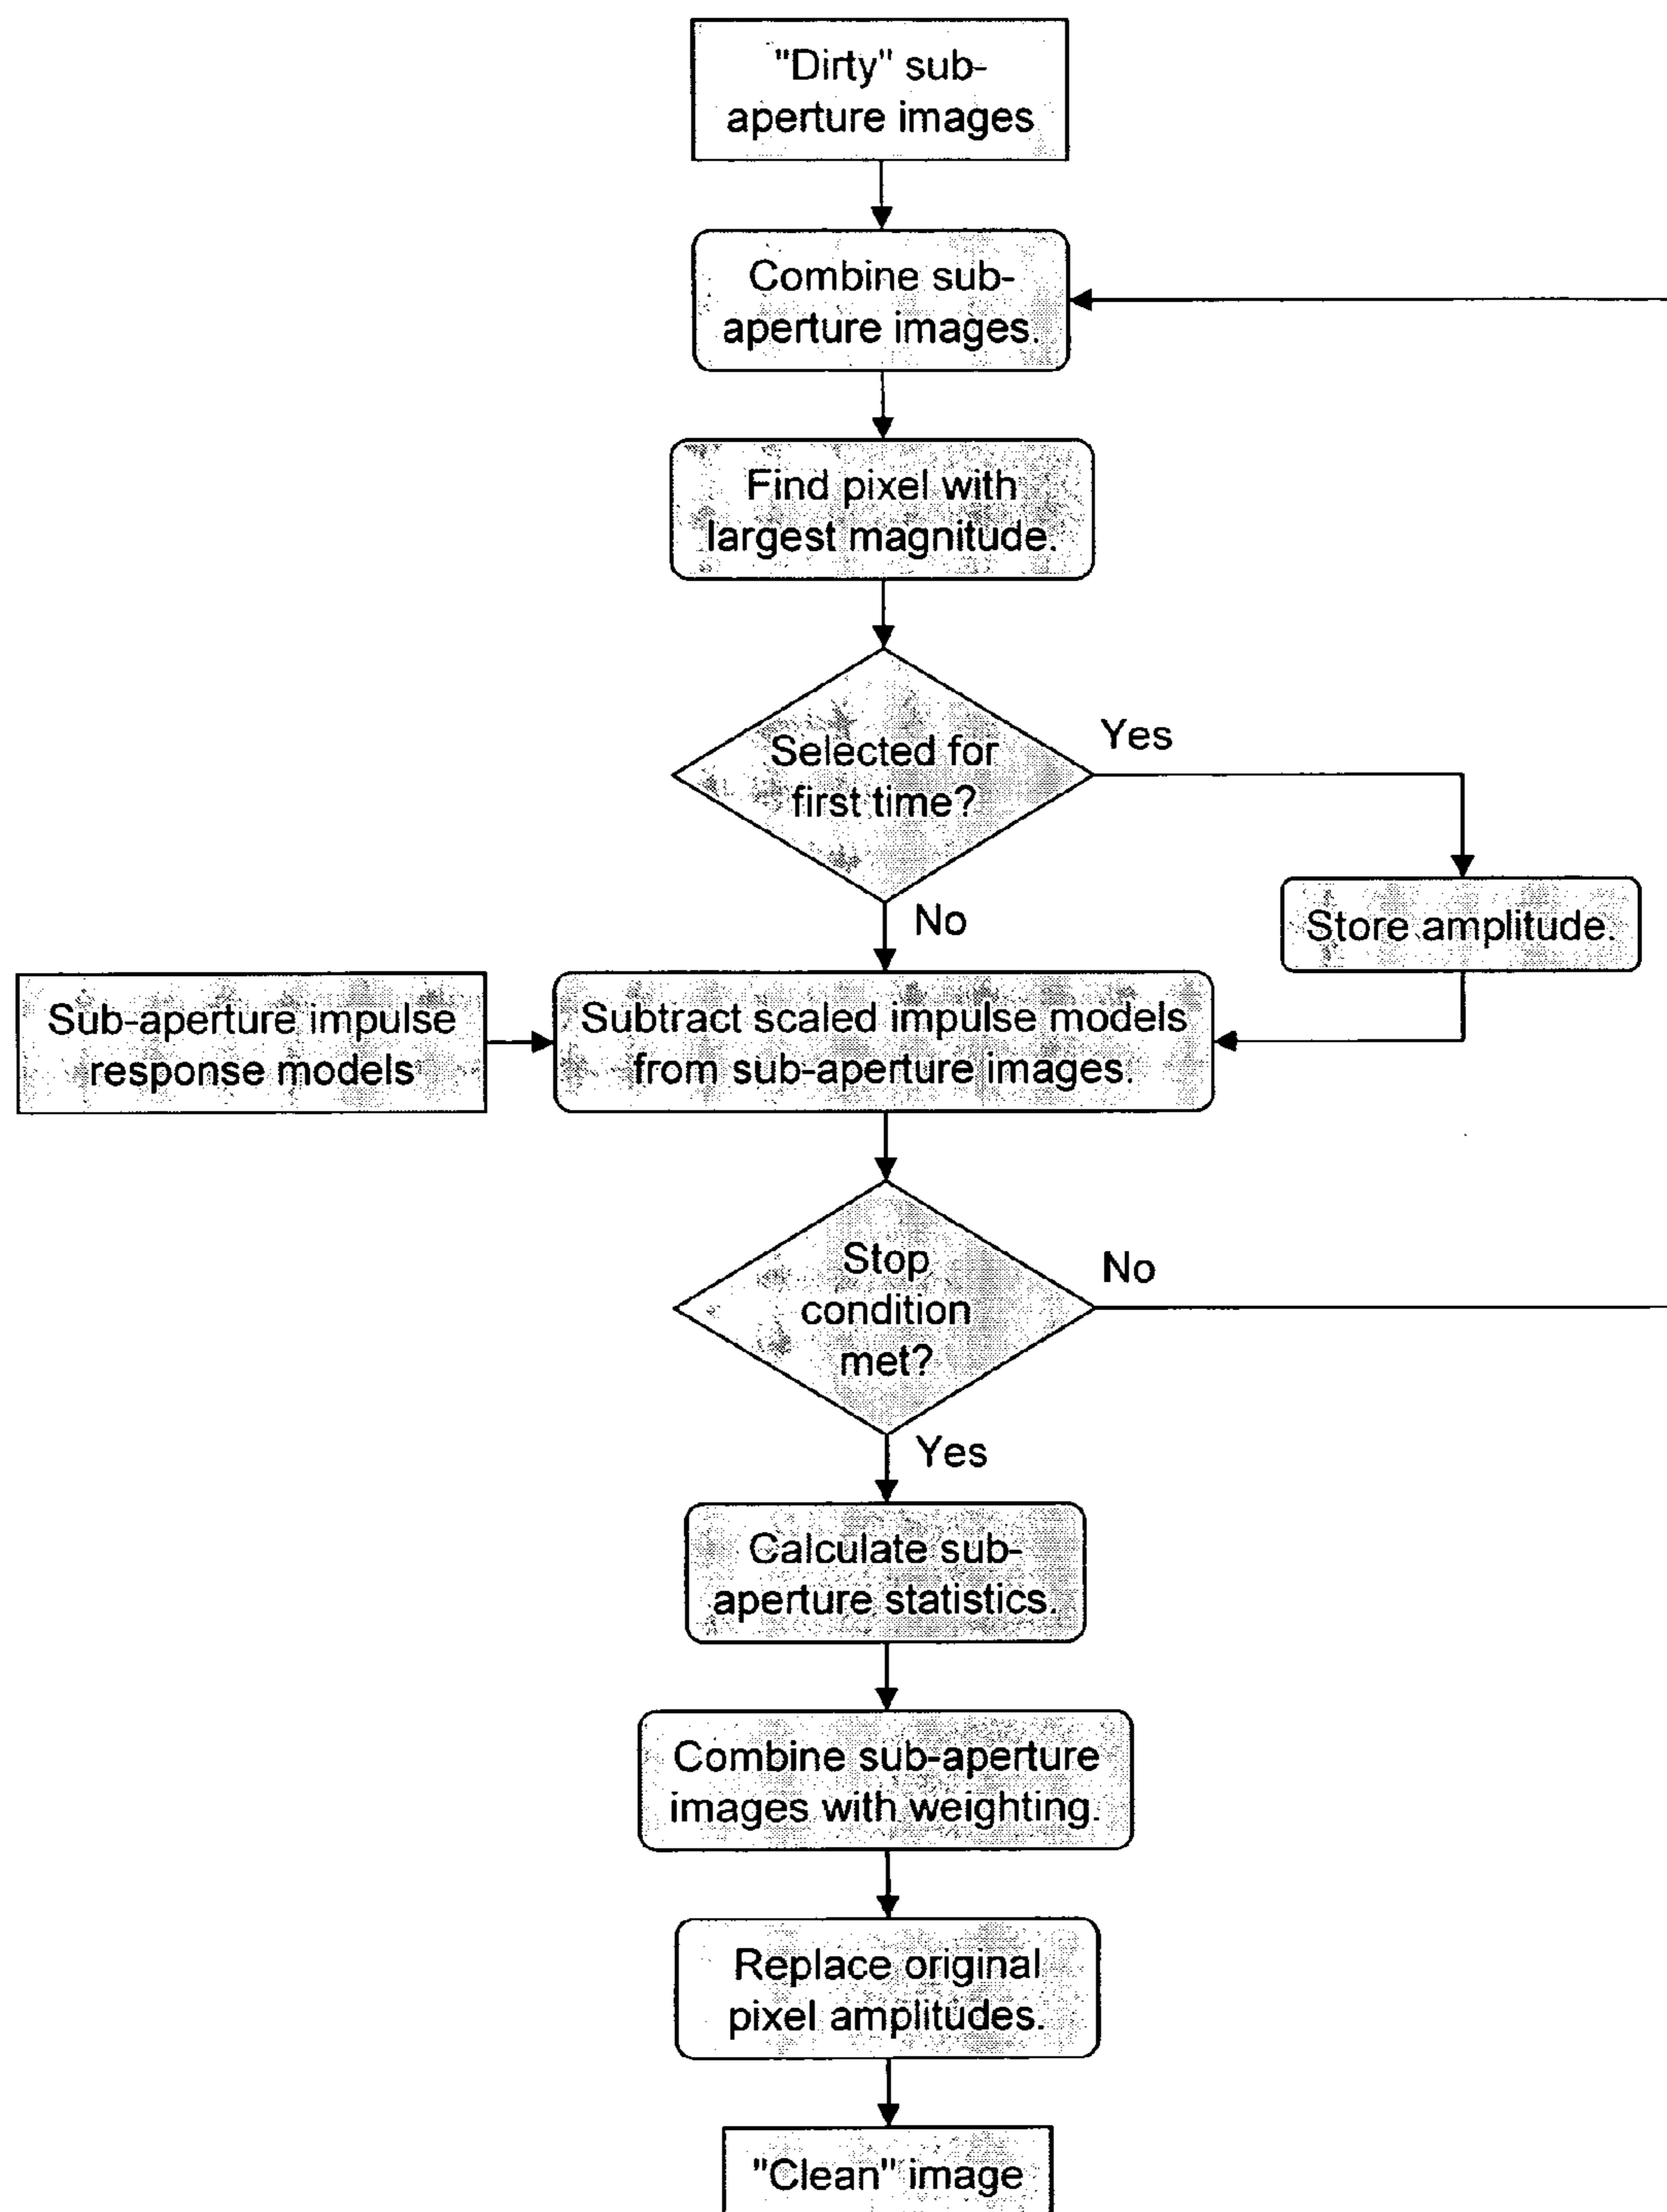 "Dirty" sub-
aperture images
Combine sub-
aperture images.
Find pixel with
largest magnitude.
Selected for
first time?
Yes
No
Store amplitude.
Sub-aperture impulse
response models
Subtract scaled impulse models
from sub-aperture images.
Stop
condition
met?
No
Yes
Calculate sub-
aperture statistics.
Combine sub-aperture
images with weighting.
Replace original
pixel amplitudes.
"Clean" image